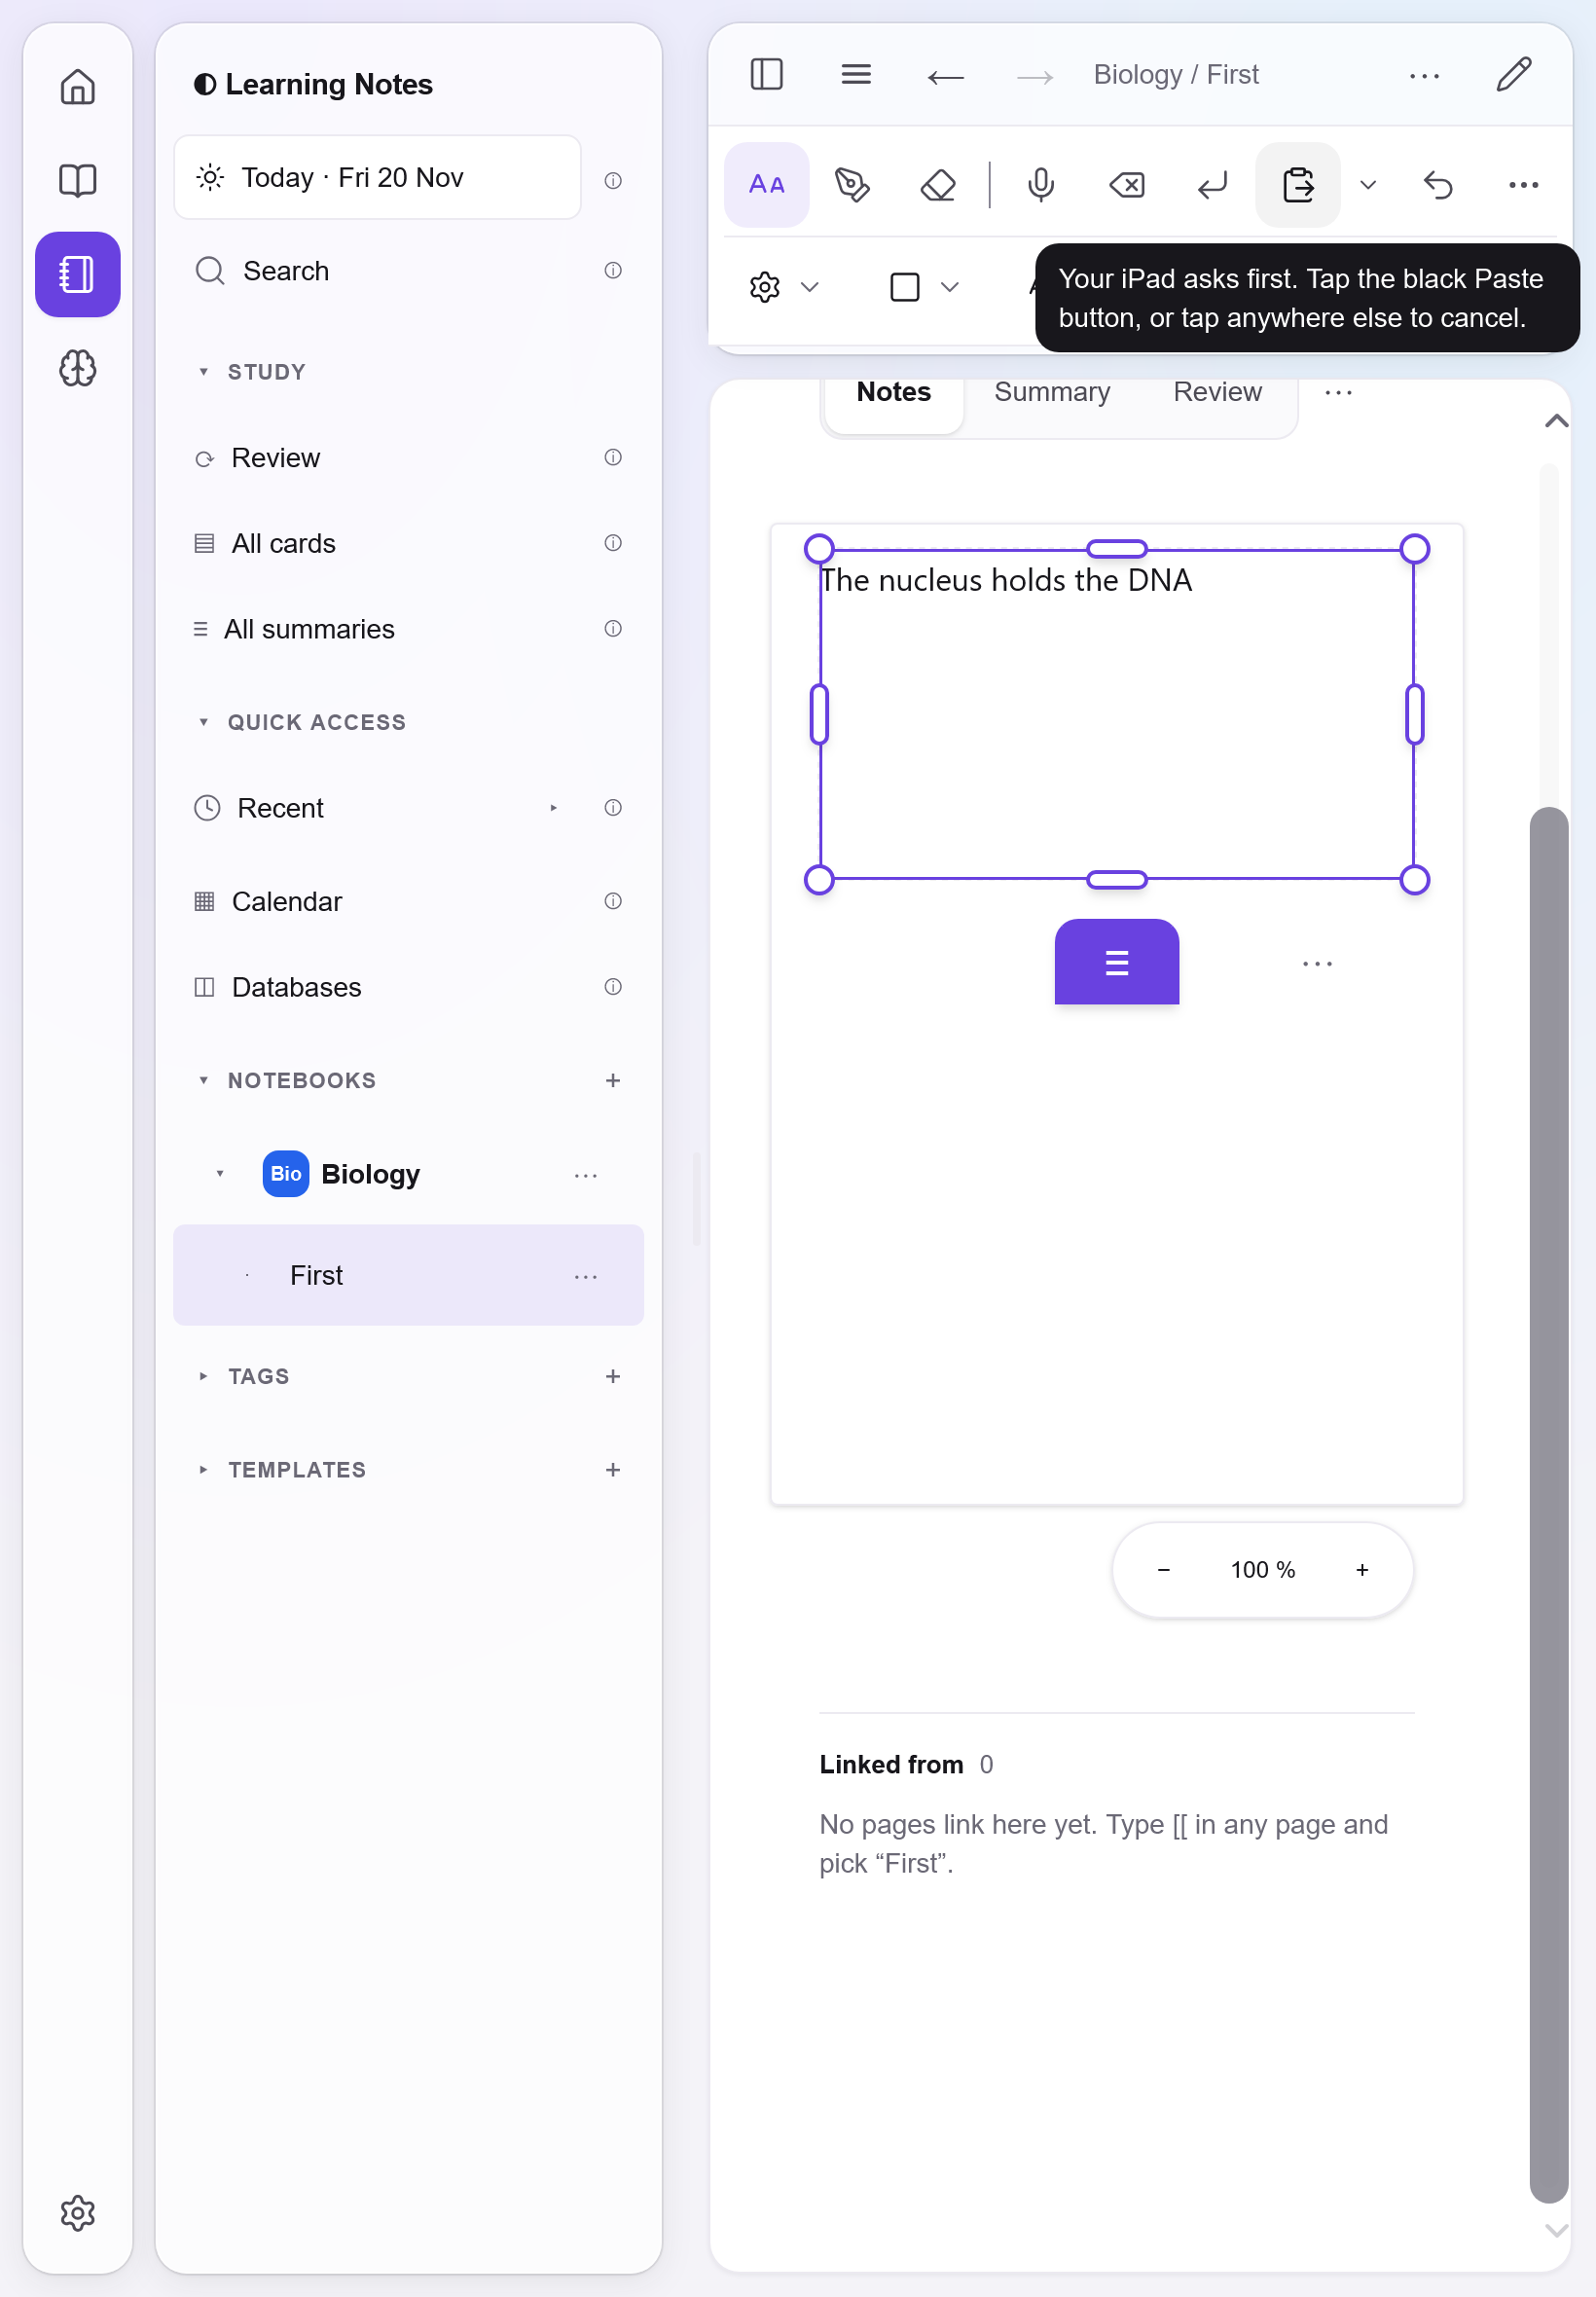 Learning Notes
Today · Fri 20 Nov
Search
STUDY
Review
All cards
All summaries
QUICK ACCESS
Recent
Calendar
Databases
NOTEBOOKS
Bio Biology
First
TAGS
TEMPLATES
Biology / First
AA
Your iPad asks first. Tap the black Paste
button, or tap anywhere else to cancel.
Notes Summary Review
The nucleus holds the DNA
− 100 % +
Linked from 0
No pages link here yet. Type [[ in any page and
pick “First”.